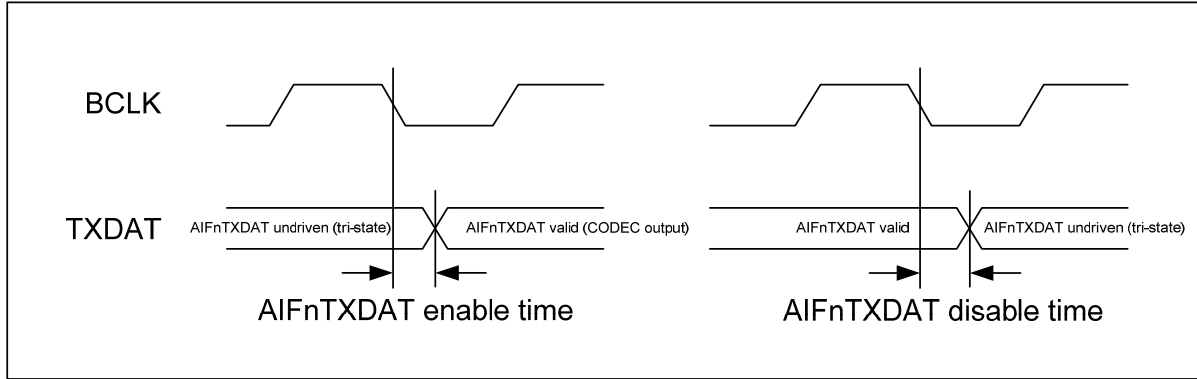 BCLK
TXDAT
AIFnTXDAT undriven (tri-state)
AIFnTXDAT valid (CODEC output)
AIFnTXDAT valid
AIFnTXDAT undriven (tri-state)
AIFnTXDAT enable time
AIFnTXDAT disable time